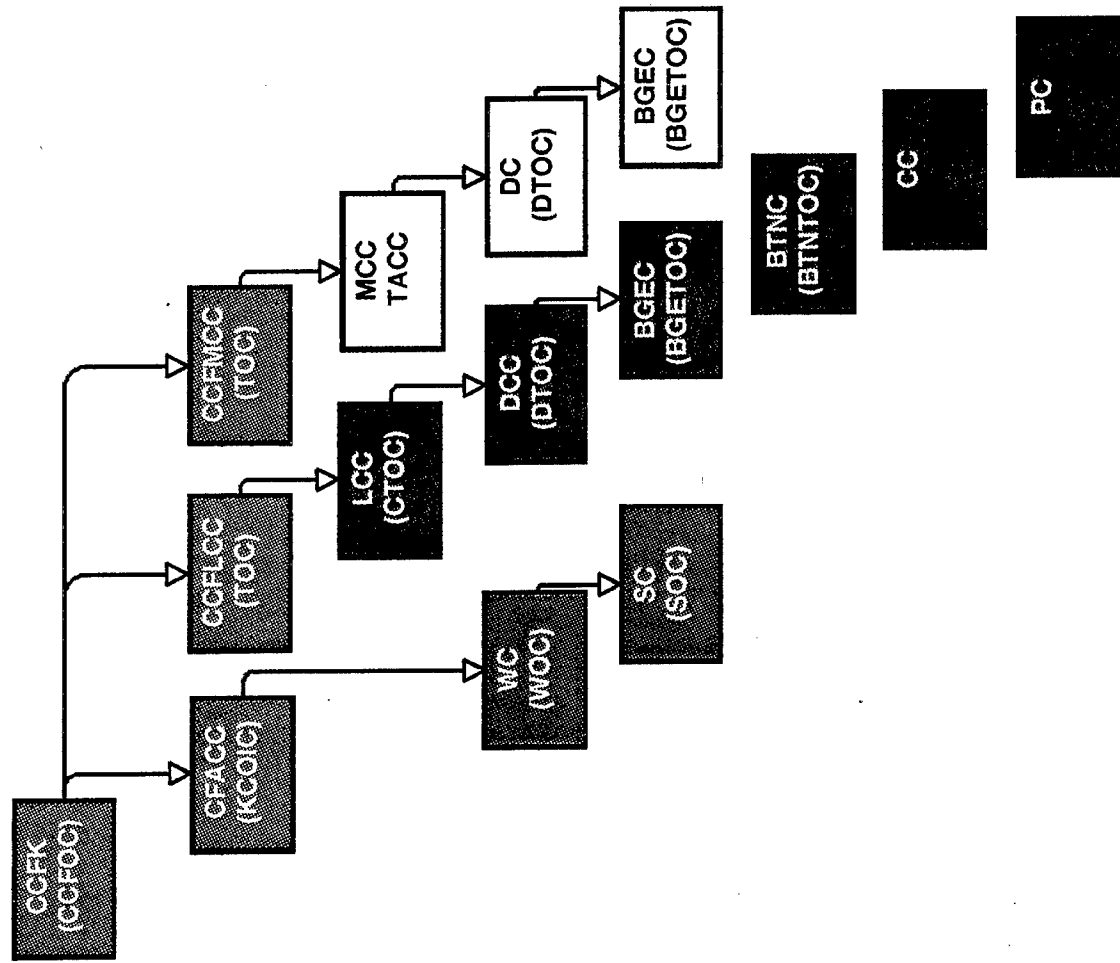 CCFK
(CCFOC)
CFACC
(KCOIC)
CCFLCC
(TOC)
CCFMCC
(TOC)
LCC
(CTOC)
MCC
TACC
WC
(WOC)
DCC
(DTOC)
DC
(DTOC)
SC
(SOC)
BGEC
(BGETOC)
BGEC
(BGETOC)
BTNC
(BTNTOC)
CC
PC